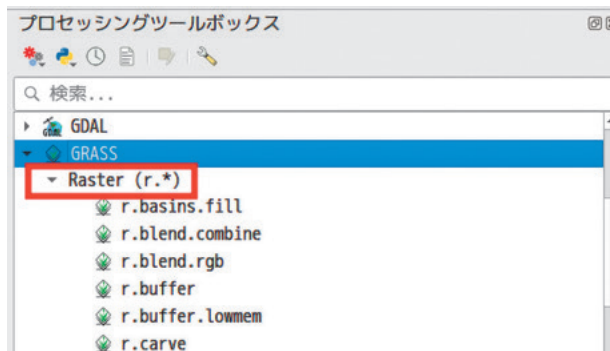 プロセッシングツールボックス
検索...
GDAL
GRASS
Raster (r.*)
r.basins.fill
r.blend.combine
r.blend.rgb
r.buffer
r.buffer.lowmem
r.carve